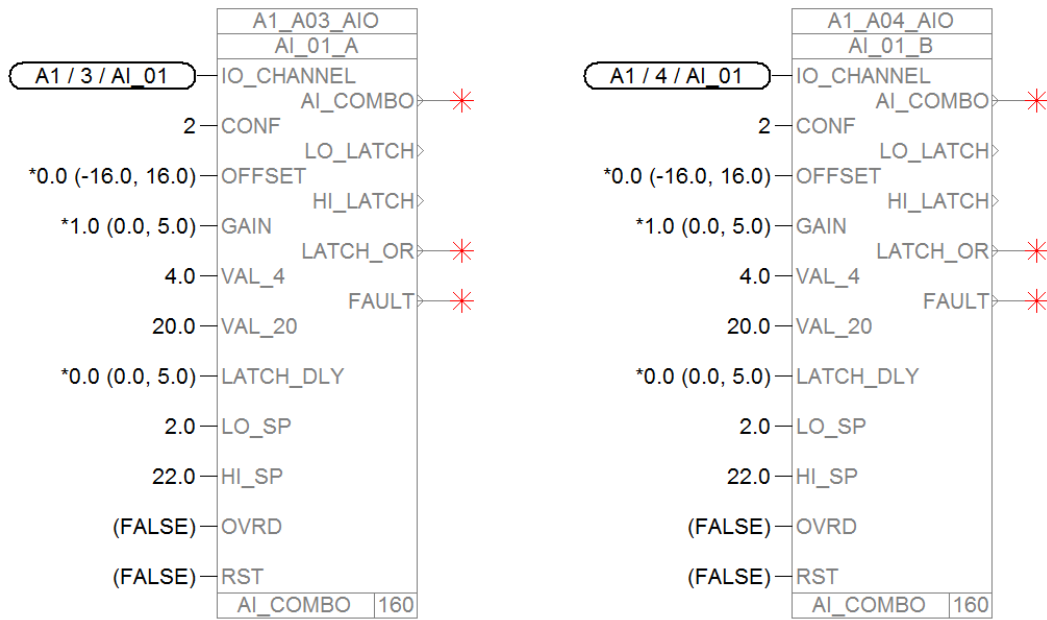 A1_A03_AIO
AI_01_A
A1 / 3 / AI_01 IO_CHANNEL
AI_COMBO
2 CONF
LO_LATCH
*0.0 (-16.0, 16.0) OFFSET
HI_LATCH
*1.0 (0.0, 5.0) GAIN
LATCH_OR
4.0 VAL_4
FAULT
20.0 VAL_20
*0.0 (0.0, 5.0) LATCH_DLY
2.0 LO_SP
22.0 HI_SP
(FALSE) OVRD
(FALSE) RST
AI_COMBO 160
A1_A04_AIO
AI_01_B
A1 / 4 / AI_01 IO_CHANNEL
AI_COMBO
2 CONF
LO_LATCH
*0.0 (-16.0, 16.0) OFFSET
HI_LATCH
*1.0 (0.0, 5.0) GAIN
LATCH_OR
4.0 VAL_4
FAULT
20.0 VAL_20
*0.0 (0.0, 5.0) LATCH_DLY
2.0 LO_SP
22.0 HI_SP
(FALSE) OVRD
(FALSE) RST
AI_COMBO 160